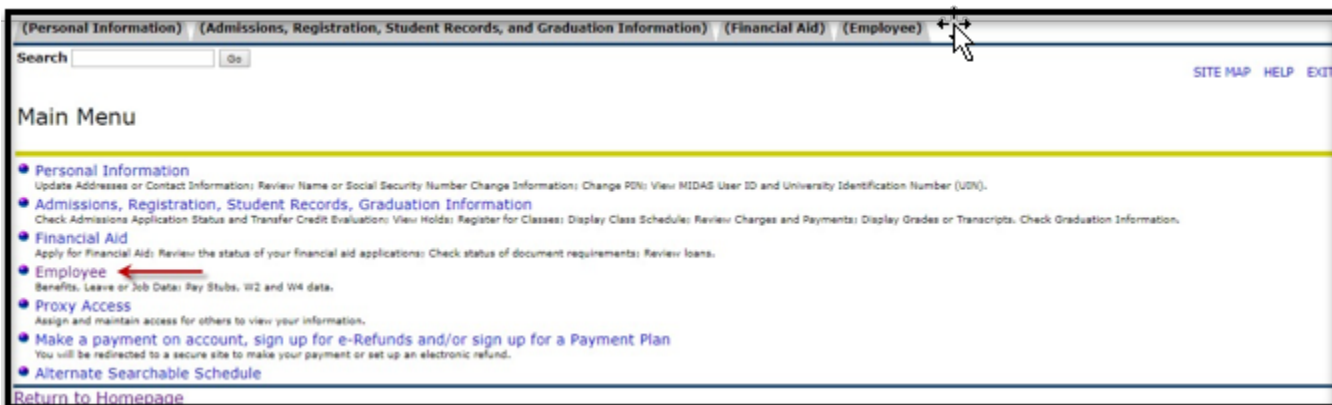 (Personal Information) (Admissions, Registration, Student Records, and Graduation Information) (Financial Aid) (Employee)
Search Go
SITE MAP HELP EXIT
Main Menu
Personal Information
Update Addresses or Contact Information; Review Name or Social Security Number Change Information; Change PIN; View MIDAS User ID and University Identification Number (UIN).
Admissions, Registration, Student Records, Graduation Information
Check Admissions Application Status and Transfer Credit Evaluation; View Holds; Register for Classes; Display Class Schedule; Review Charges and Payments; Display Grades or Transcripts. Check Graduation Information.
Financial Aid
Apply for Financial Aid; Review the status of your financial aid applications; Check status of document requirements; Review loans.
Employee
Benefits, Leave or Job Data; Pay Stubs, W2 and W4 data.
Proxy Access
Assign and maintain access for others to view your information.
Make a payment on account, sign up for e-Refunds and/or sign up for a Payment Plan
You will be redirected to a secure site to make your payment or set up an electronic refund.
Alternate Searchable Schedule
Return to Homepage